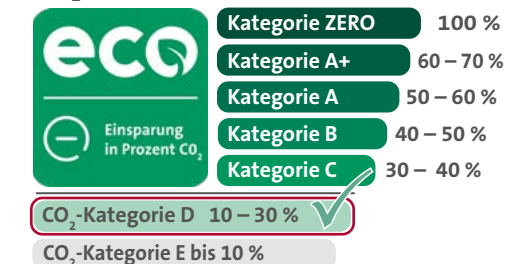 eco
Einsparung
in Prozent CO₂
Kategorie ZERO 100 %
Kategorie A+ 60 – 70 %
Kategorie A 50 – 60 %
Kategorie B 40 – 50 %
Kategorie C 30 – 40 %
CO₂-Kategorie D 10 – 30 %
CO₂-Kategorie E bis 10 %